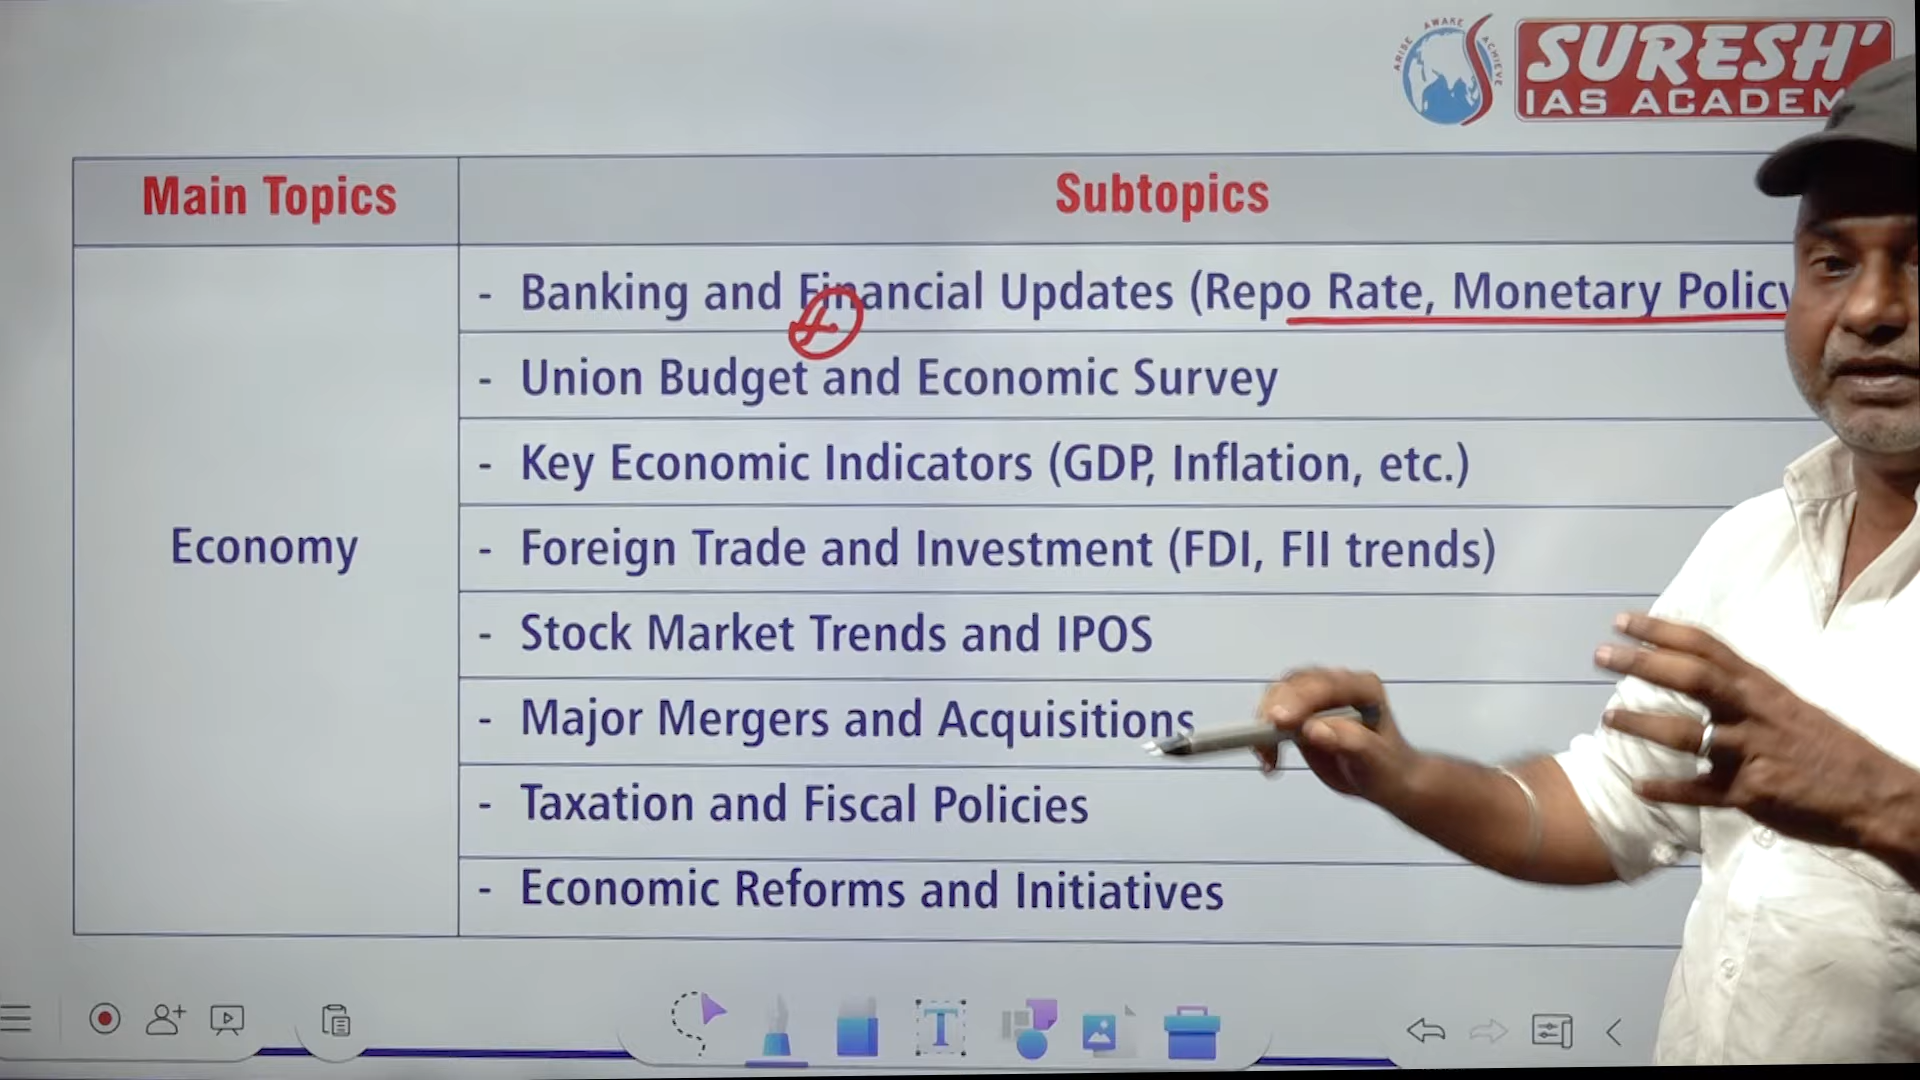 ARISE AWAKE ACHIEVE
SURESH'
IAS ACADEM
Main Topics
Subtopics
Economy
- Banking and Financial Updates (Repo Rate, Monetary Policy
- Union Budget and Economic Survey
- Key Economic Indicators (GDP, Inflation, etc.)
- Foreign Trade and Investment (FDI, FII trends)
- Stock Market Trends and IPOS
- Major Mergers and Acquisitions
- Taxation and Fiscal Policies
- Economic Reforms and Initiatives
T